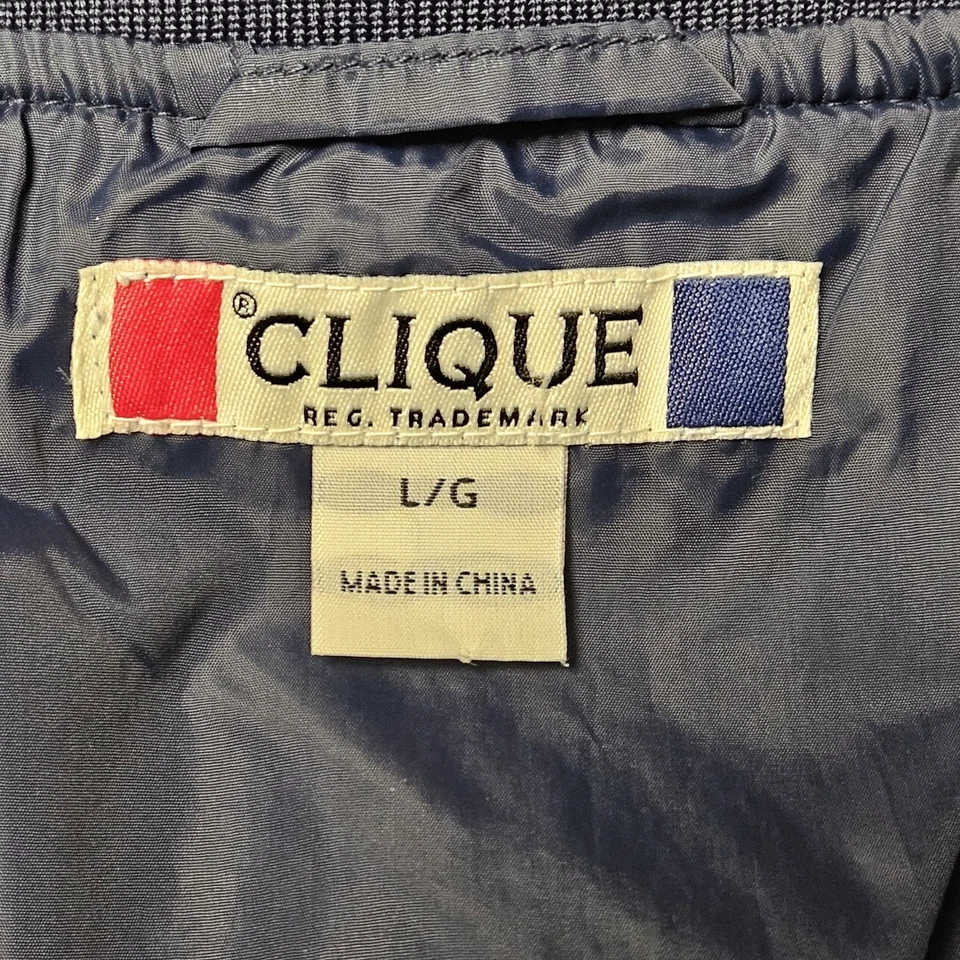 ® CLIQUE
REG. TRADEMARK
L/G
MADE IN CHINA